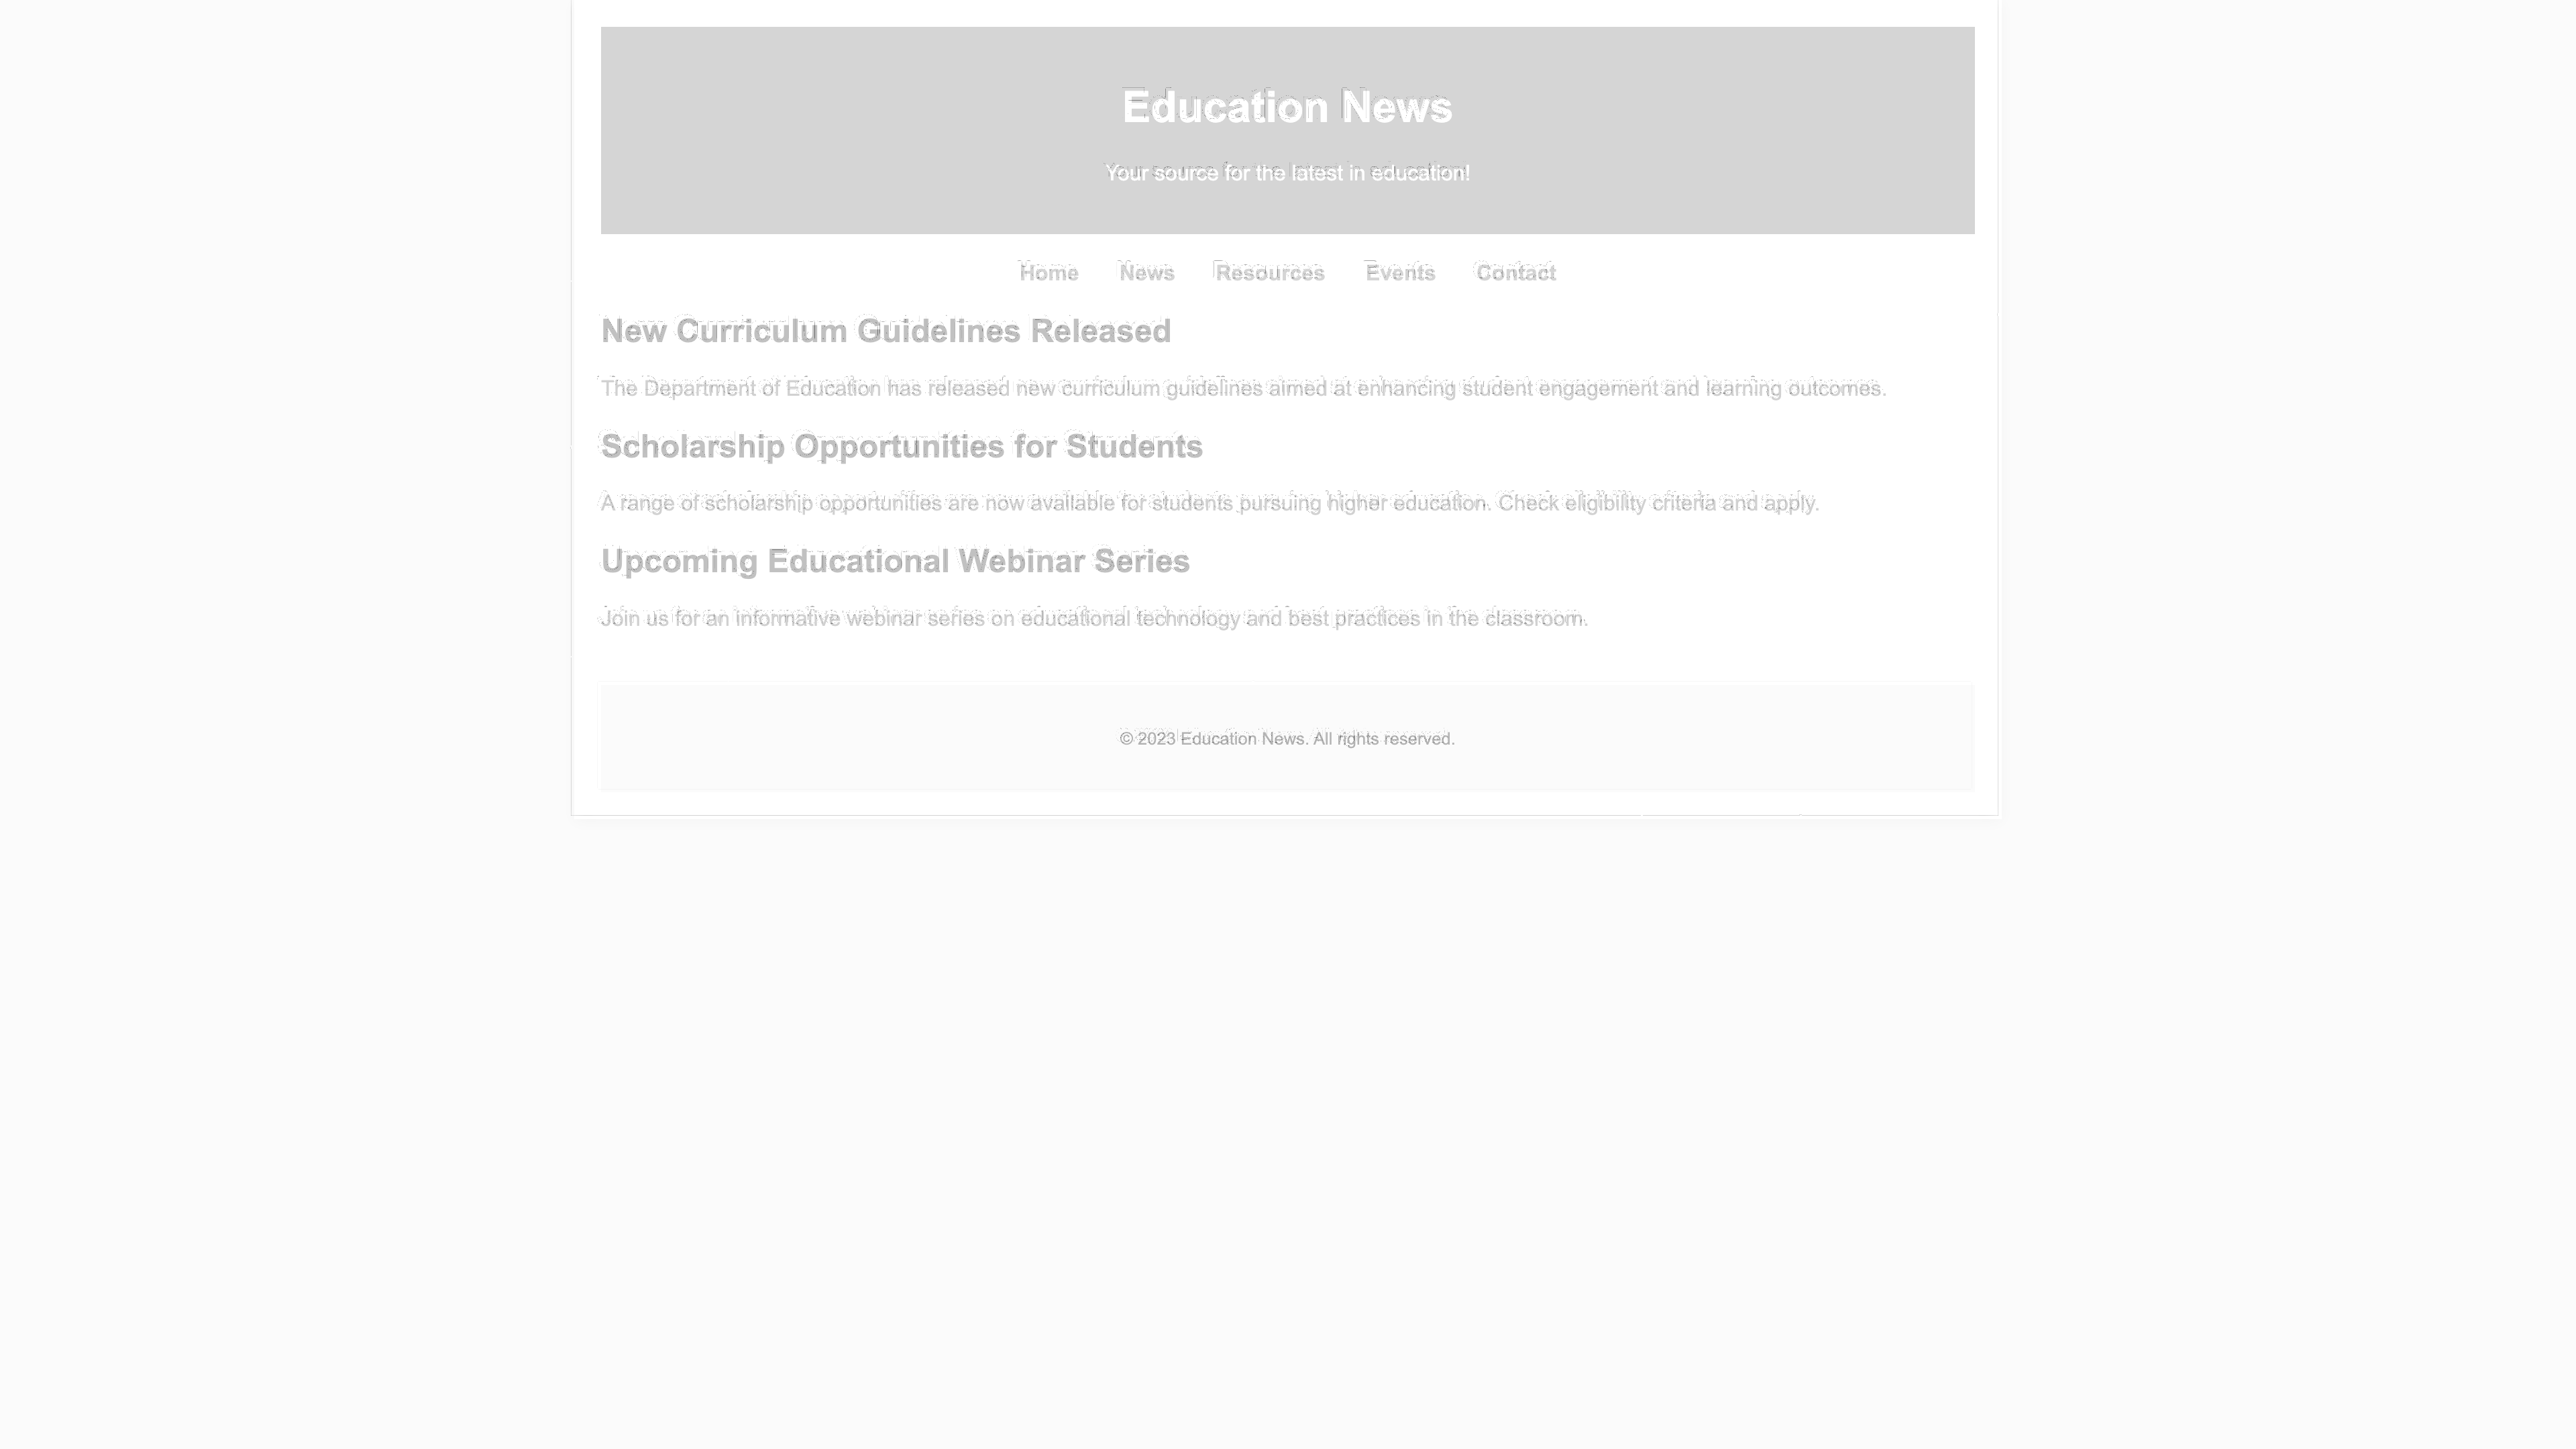 Education News
Your source for the latest in education!
Home News Resources Events Contact
New Curriculum Guidelines Released
The Department of Education has released new curriculum guidelines aimed at enhancing student engagement and learning outcomes.
Scholarship Opportunities for Students
A range of scholarship opportunities are now available for students pursuing higher education. Check eligibility criteria and apply.
Upcoming Educational Webinar Series
Join us for an informative webinar series on educational technology and best practices in the classroom.
© 2023 Education News. All rights reserved.